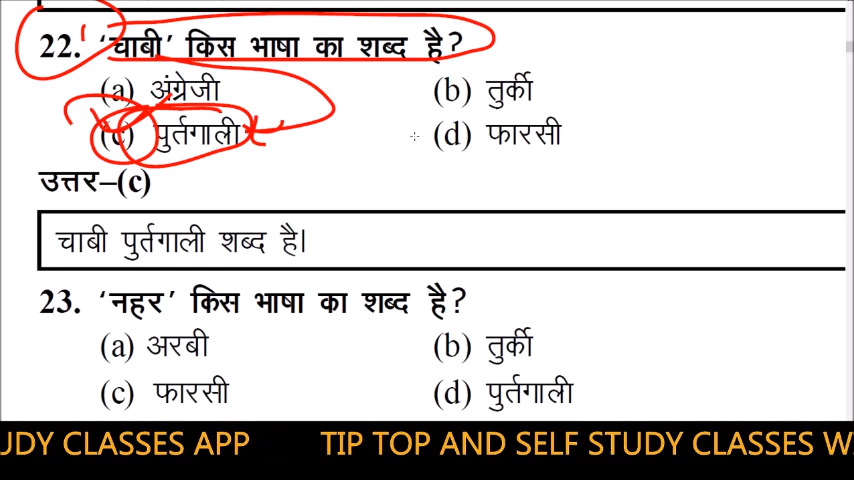 22. ‘चाबी’ किस भाषा का शब्द है?
(a) अंग्रेजी (b) तुर्की
(c) पुर्तगाली (d) फारसी
उत्तर–(c)
चाबी पुर्तगाली शब्द है।
23. ‘नहर’ किस भाषा का शब्द है?
(a) अरबी (b) तुर्की
(c) फारसी (d) पुर्तगाली
UDY CLASSES APP TIP TOP AND SELF STUDY CLASSES